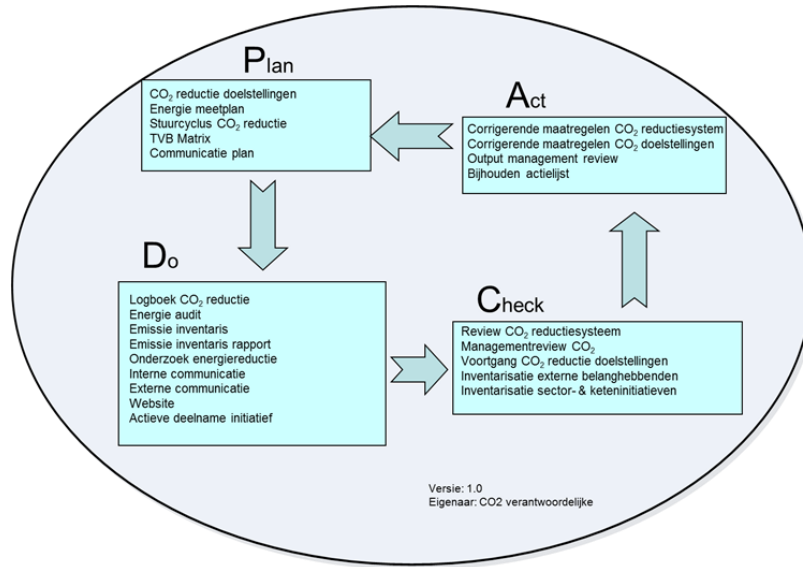 Plan
CO₂ reductie doelstellingen
Energie meetplan
Stuurcyclus CO₂ reductie
TVB Matrix
Communicatie plan
Act
Corrigerende maatregelen CO₂ reductiesystem
Corrigerende maatregelen CO₂ doelstellingen
Output management review
Bijhouden actielijst
Do
Logboek CO₂ reductie
Energie audit
Emissie inventaris
Emissie inventaris rapport
Onderzoek energiereductie
Interne communicatie
Externe communicatie
Website
Actieve deelname initiatief
Check
Review CO₂ reductiesysteem
Managementreview CO₂
Voortgang CO₂ reductie doelstellingen
Inventarisatie externe belanghebbenden
Inventarisatie sector- & keteninitiatieven
Versie: 1.0
Eigenaar: CO2 verantwoordelijke